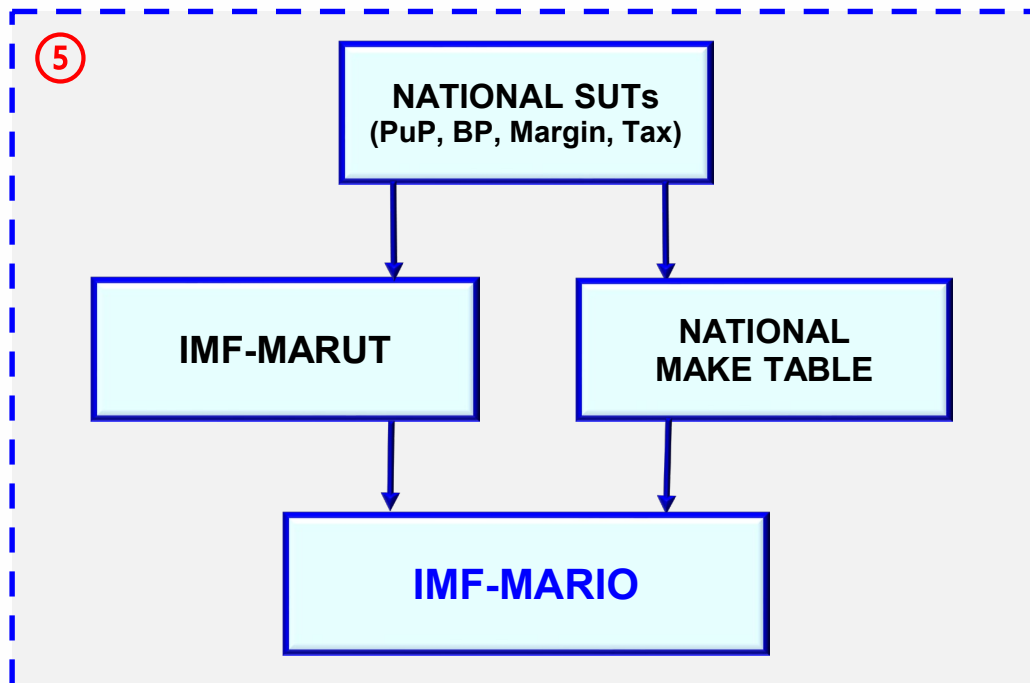 5
NATIONAL SUTs
(PuP, BP, Margin, Tax)
IMF-MARUT
NATIONAL
MAKE TABLE
IMF-MARIO